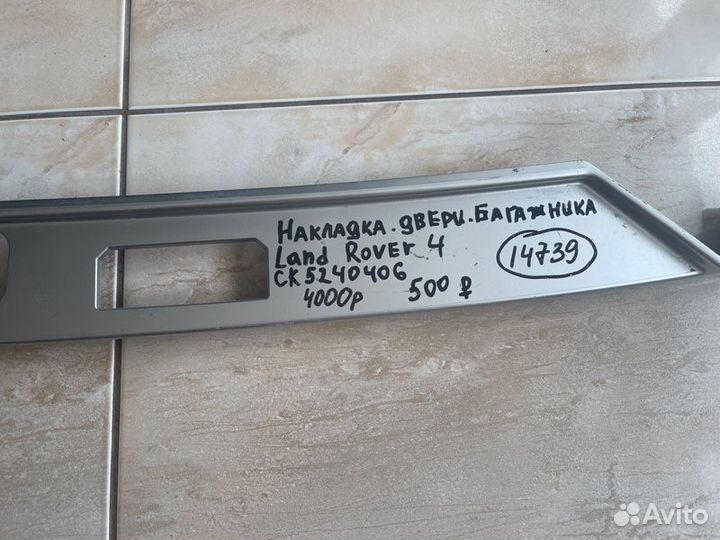 НАКЛАДКА.ДВЕРИ.БАГАЖНИКА
Land Rover 4
CK5240406
4000р 500 ₽
14739
Avito